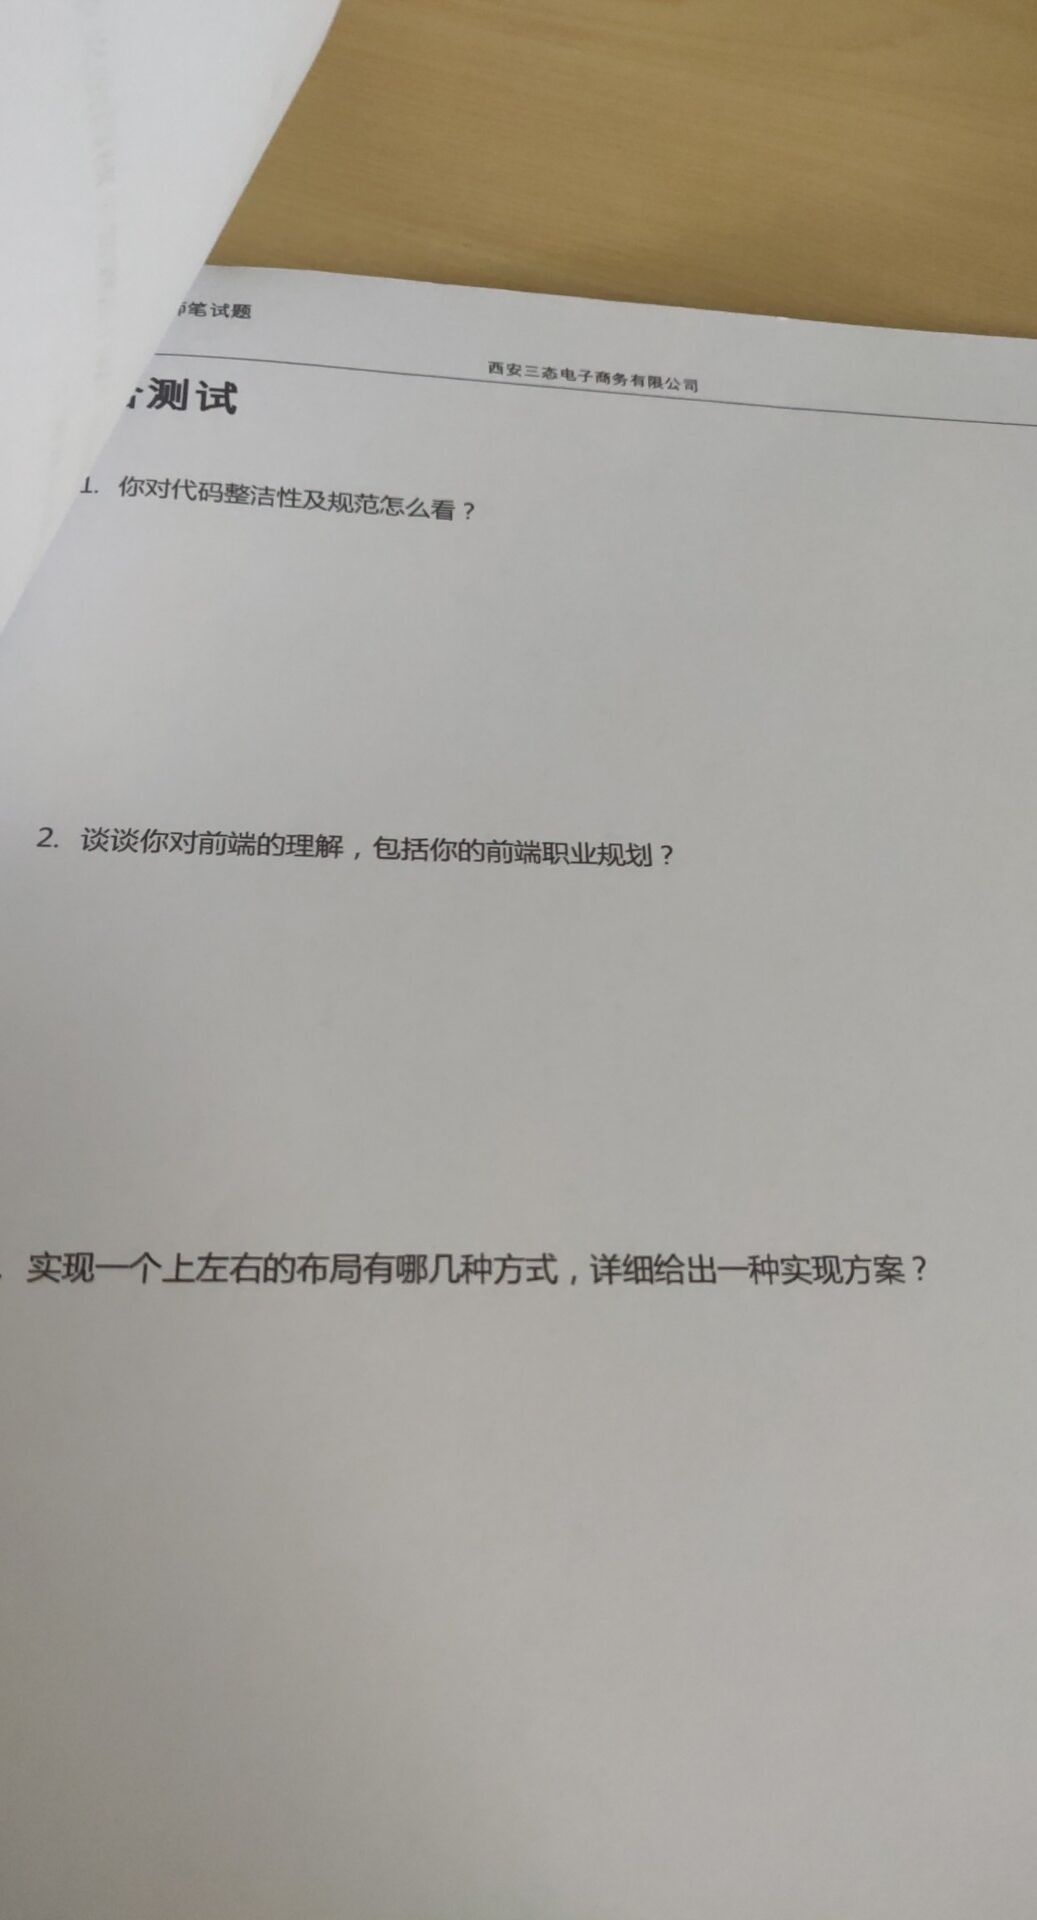 笔试题
西安三态电子商务有限公司
测试
1. 你对代码整洁性及规范怎么看？
2. 谈谈你对前端的理解，包括你的前端职业规划？
实现一个上左右的布局有哪几种方式，详细给出一种实现方案？